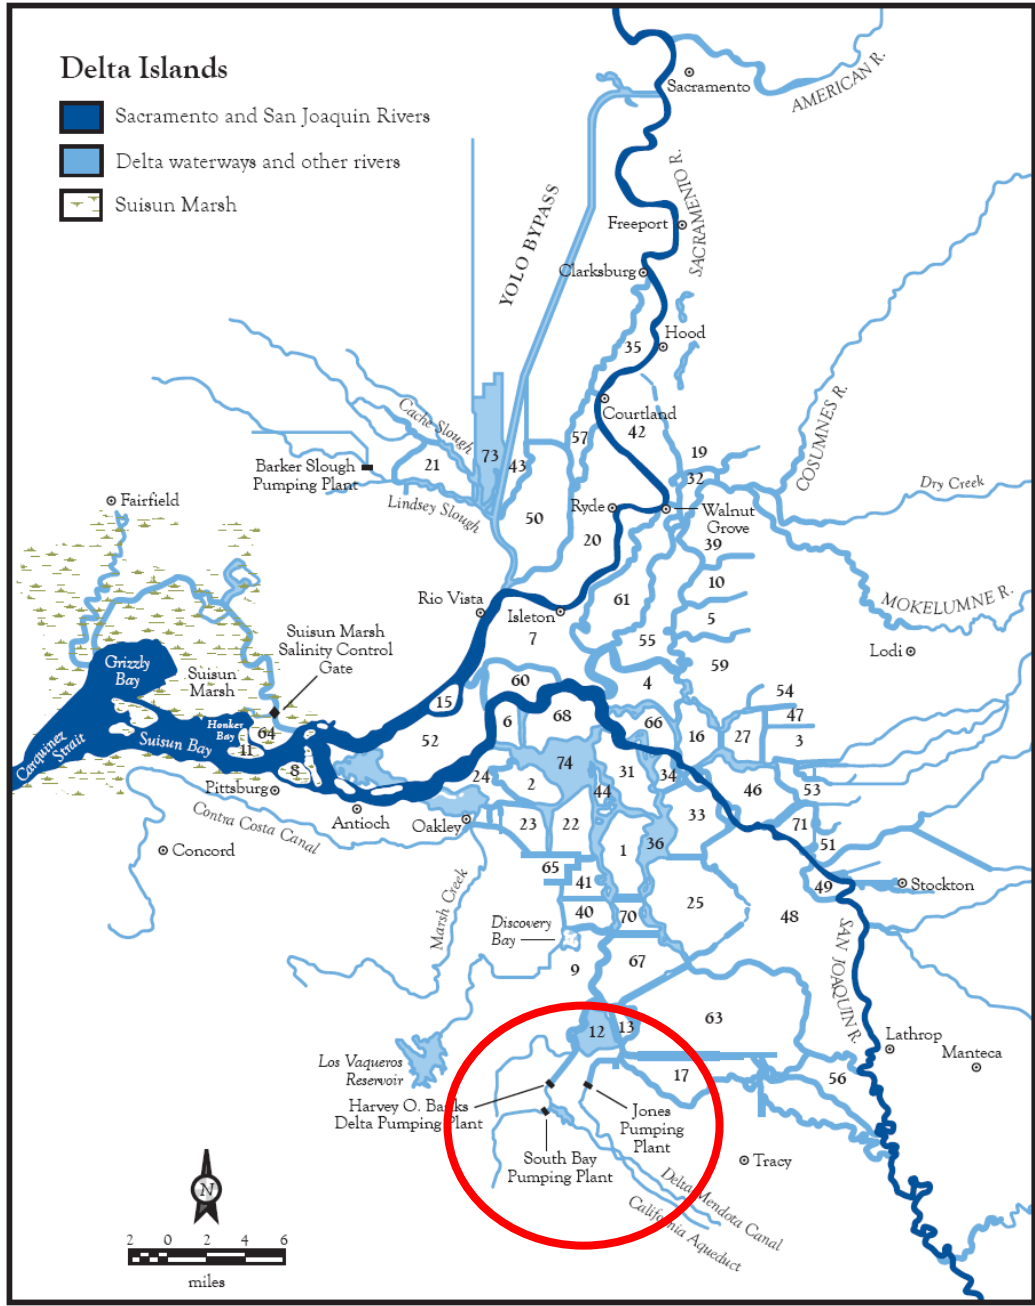 Delta Islands
Sacramento and San Joaquin Rivers
Delta waterways and other rivers
Suisun Marsh
Sacramento
AMERICAN R.
SACRAMENTO R.
YOLO BYPASS
Freeport
Clarksburg
Hood
35
Courtland
42
57
Cache Slough
COSUMNES R.
Barker Slough
Pumping Plant
21
73
43
19
32
Dry Creek
Lindsey Slough
Fairfield
50
Ryde
Walnut
Grove
20
39
10
Rio Vista
Isleton
61
5
MOKELUMNE R.
7
55
Lodi
Suisun Marsh
Salinity Control
Gate
59
Grizzly
Bay
Suisun
Marsh
60
4
54
15
6
68
66
47
Honker
Bay
64
52
16
27
3
Carquinez
Strait
Suisun Bay
11
8
74
31
34
24
2
44
46
53
Pittsburg
Antioch
Oakley
23
22
33
71
51
Contra Costa
Canal
Concord
1
36
65
41
49
Stockton
Marsh Creek
40
70
25
48
Discovery
Bay
SAN JOAQUIN R.
9
67
12
13
63
Lathrop
Manteca
Los Vaqueros
Reservoir
17
56
Harvey O. Banks
Delta Pumping Plant
Jones
Pumping
Plant
South Bay
Pumping Plant
Tracy
Delta Mendota Canal
California Aqueduct
N
2 0 2 4 6
miles